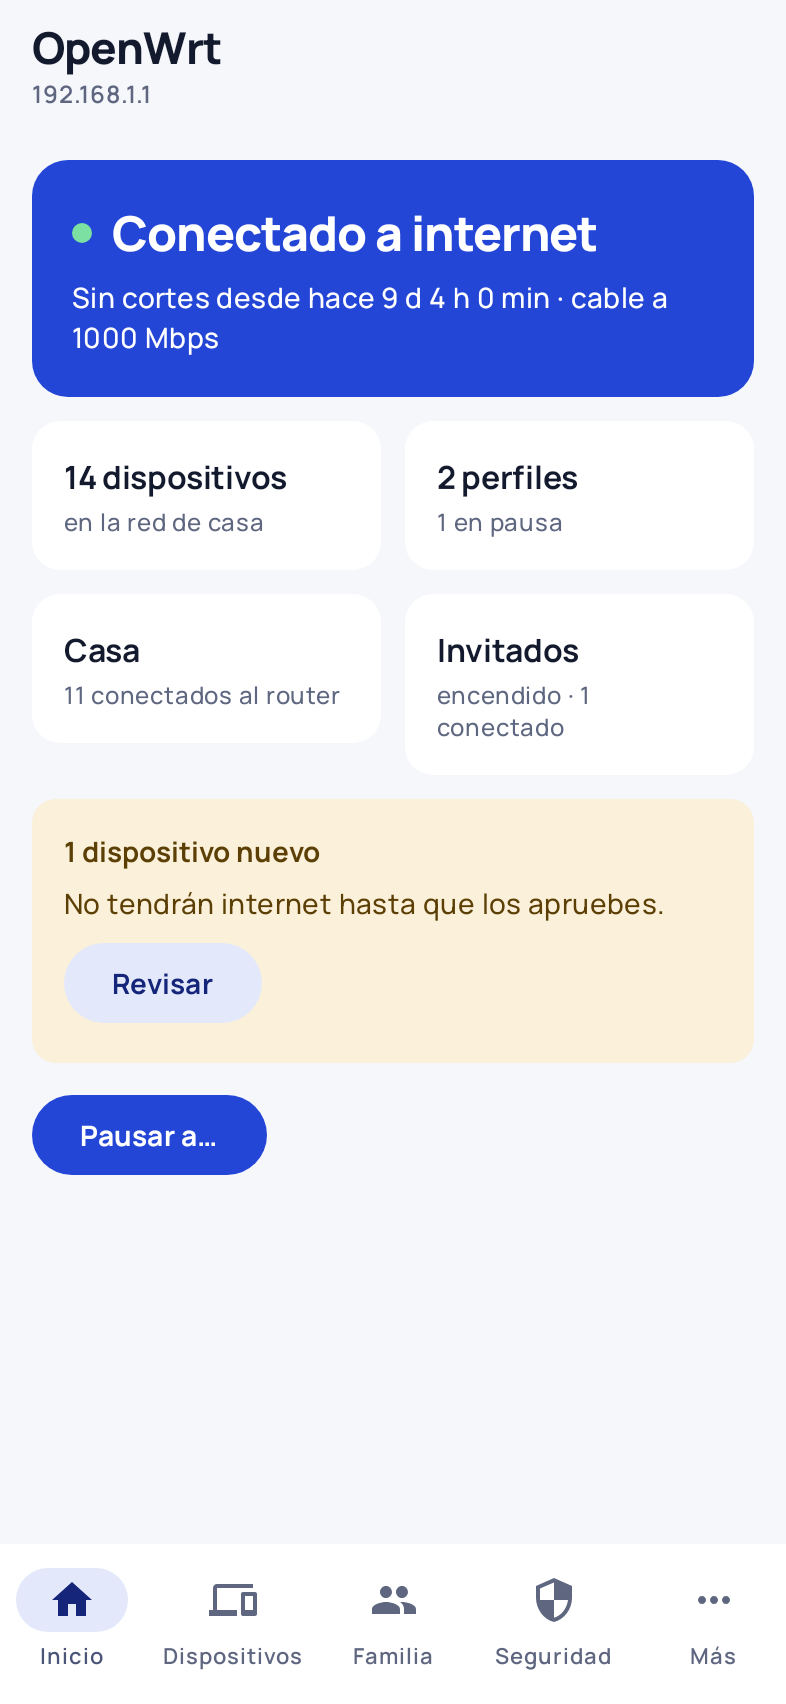 OpenWrt
192.168.1.1
Conectado a internet
Sin cortes desde hace 9 d 4 h 0 min · cable a
1000 Mbps
14 dispositivos
en la red de casa
2 perfiles
1 en pausa
Casa
11 conectados al router
Invitados
encendido · 1
conectado
1 dispositivo nuevo
No tendrán internet hasta que los apruebes.
Revisar
Pausar a...
Inicio
Dispositivos
Familia
Seguridad
Más